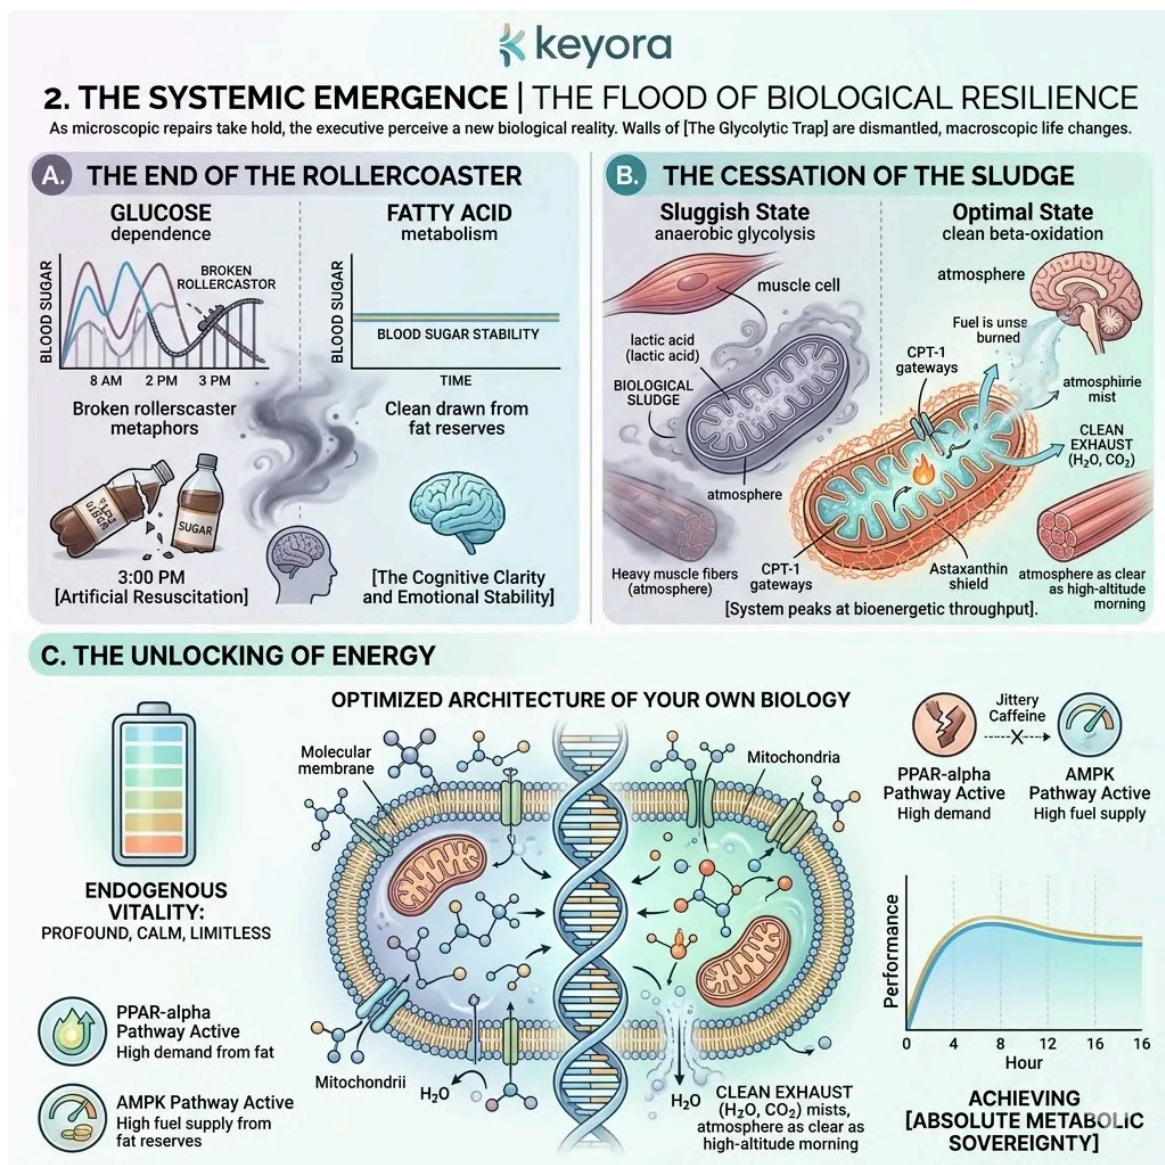 keyora
2. THE SYSTEMIC EMERGENCE | THE FLOOD OF BIOLOGICAL RESILIENCE
As microscopic repairs take hold, the executive perceive a new biological reality. Walls of [The Glycolytic Trap] are dismantled, macroscopic life changes.
A. THE END OF THE ROLLERCOASTER
GLUCOSE
dependence
BLOOD SUGAR
BROKEN
ROLLERCASTOR
8 AM 2 PM 3 PM
Broken rollerscaster
metaphors
SUGAR
3:00 PM
[Artificial Resuscitation]
FATTY ACID
metabolism
BLOOD SUGAR
BLOOD SUGAR STABILITY
TIME
Clean drawn from
fat reserves
[The Cognitive Clarity
and Emotional Stability]
B. THE CESSATION OF THE SLUDGE
Sluggish State
anaerobic glycolysis
muscle cell
lactic acid
(lactic acid)
BIOLOGICAL
SLUDGE
atmosphere
Heavy muscle fibers
(atmosphere)
Optimal State
clean beta-oxidation
atmosphere
Fuel is unse
burned
CPT-1
gateways
atmosphirie
mist
CLEAN
EXHAUST
(H₂O, CO₂)
CPT-1
gateways
Astaxanthin
shield
atmosphere as clear
as high-altitude
morning
[System peaks at bioenergetic throughput].
C. THE UNLOCKING OF ENERGY
ENDOGENOUS
VITALITY:
PROFOUND, CALM, LIMITLESS
PPAR-alpha
Pathway Active
High demand from fat
AMPK Pathway Active
High fuel supply from
fat reserves
OPTIMIZED ARCHITECTURE OF YOUR OWN BIOLOGY
Molecular
membrane
Mitochondria
Mitochondrii
H₂O
H₂O
CLEAN EXHAUST
(H₂O, CO₂) mists,
atmosphere as clear as
high-altitude morning
Jittery
Caffeine
X
PPAR-alpha
Pathway Active
High demand
AMPK
Pathway Active
High fuel supply
Performance
0 4 8 12 16 16
Hour
ACHIEVING
[ABSOLUTE METABOLIC
SOVEREIGNTY]